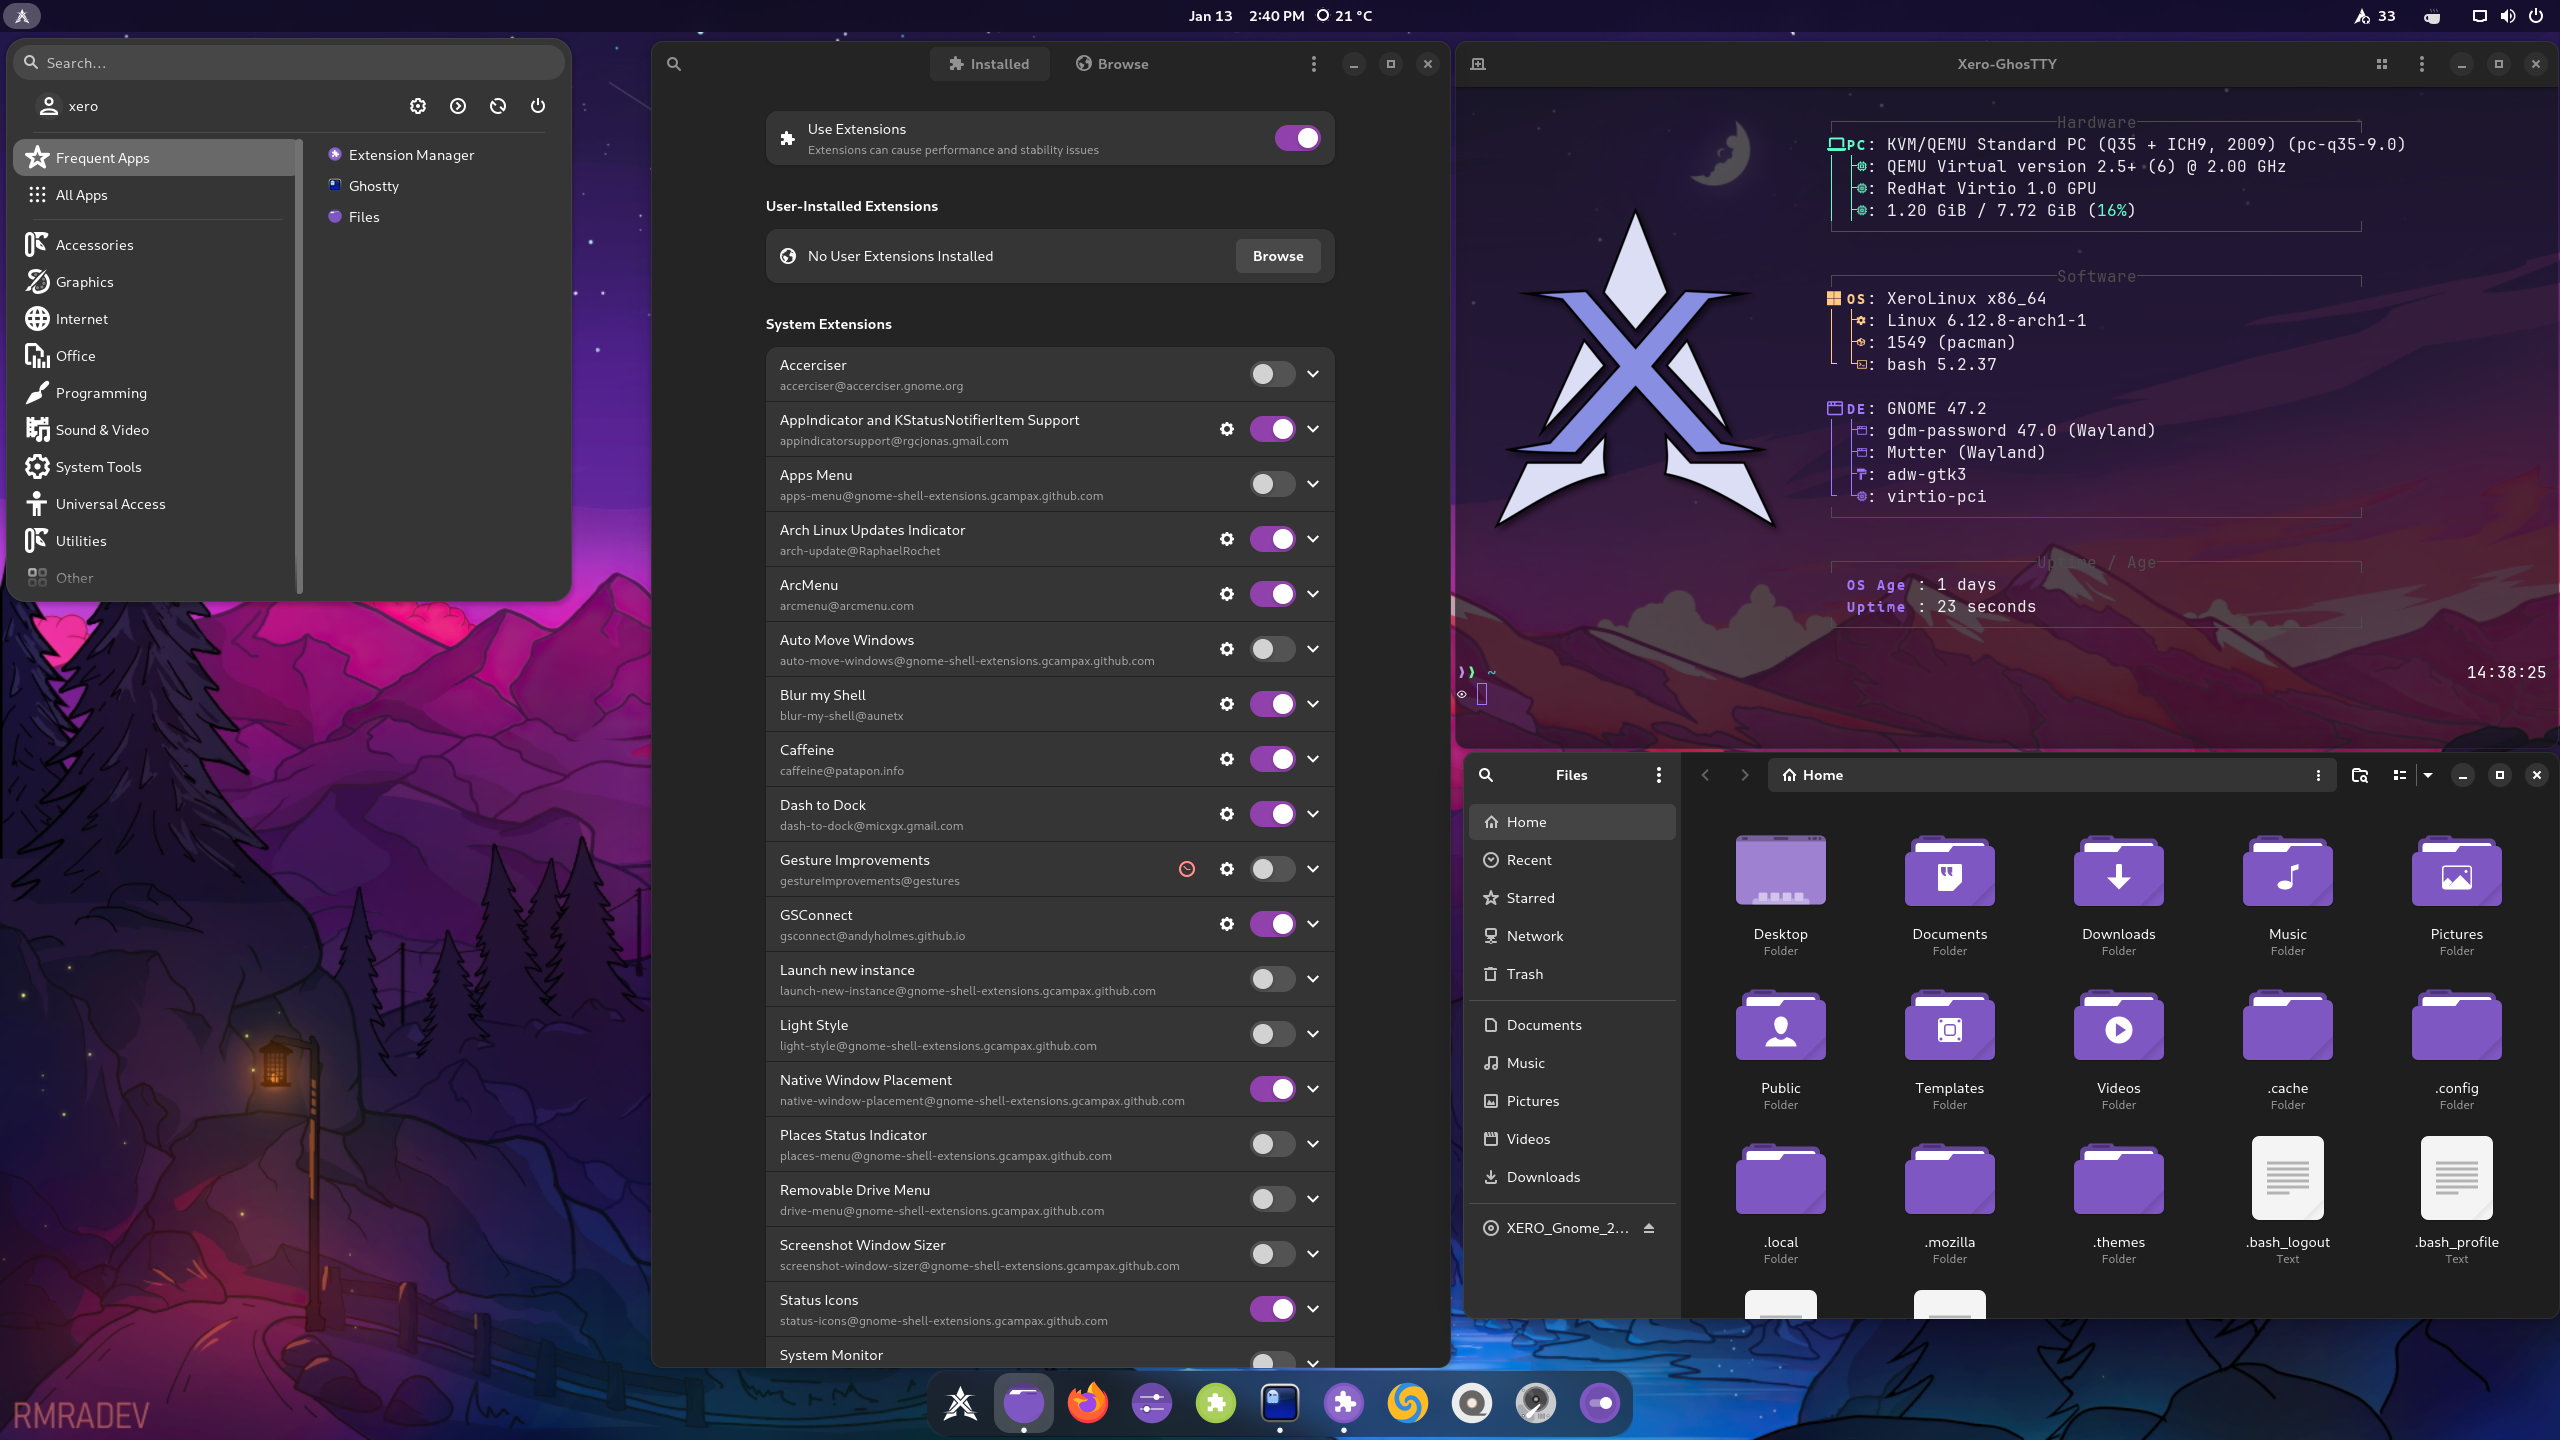 Jan 13 2:40 PM 21 °C
33
Search…
xero
Frequent Apps
All Apps
Accessories
Graphics
Internet
Office
Programming
Sound & Video
System Tools
Universal Access
Utilities
Other
Extension Manager
Ghostty
Files
Installed
Browse
Use Extensions
Extensions can cause performance and stability issues
User-Installed Extensions
No User Extensions Installed
Browse
System Extensions
Accerciser
accerciser@accerciser.gnome.org
AppIndicator and KStatusNotifierItem Support
appindicatorsupport@rgcjonas.gmail.com
Apps Menu
apps-menu@gnome-shell-extensions.gcampax.github.com
Arch Linux Updates Indicator
arch-update@RaphaelRochet
ArcMenu
arcmenu@arcmenu.com
Auto Move Windows
auto-move-windows@gnome-shell-extensions.gcampax.github.com
Blur my Shell
blur-my-shell@aunetx
Caffeine
caffeine@patapon.info
Dash to Dock
dash-to-dock@micxgx.gmail.com
Gesture Improvements
gestureImprovements@gestures
GSConnect
gsconnect@andyholmes.github.io
Launch new instance
launch-new-instance@gnome-shell-extensions.gcampax.github.com
Light Style
light-style@gnome-shell-extensions.gcampax.github.com
Native Window Placement
native-window-placement@gnome-shell-extensions.gcampax.github.com
Places Status Indicator
places-menu@gnome-shell-extensions.gcampax.github.com
Removable Drive Menu
drive-menu@gnome-shell-extensions.gcampax.github.com
Screenshot Window Sizer
screenshot-window-sizer@gnome-shell-extensions.gcampax.github.com
Status Icons
status-icons@gnome-shell-extensions.gcampax.github.com
System Monitor
Xero-GhosTTY
Hardware
PC: KVM/QEMU Standard PC (Q35 + ICH9, 2009) (pc-q35-9.0)
: QEMU Virtual version 2.5+ (6) @ 2.00 GHz
: RedHat Virtio 1.0 GPU
: 1.20 GiB / 7.72 GiB (16%)
Software
OS: XeroLinux x86_64
: Linux 6.12.8-arch1-1
: 1549 (pacman)
: bash 5.2.37
DE: GNOME 47.2
: gdm-password 47.0 (Wayland)
: Mutter (Wayland)
: adw-gtk3
: virtio-pci
Uptime / Age
OS Age : 1 days
Uptime : 23 seconds
~ 14:38:25
Files
Home
Home
Recent
Starred
Network
Trash
Documents
Music
Pictures
Videos
Downloads
XERO_Gnome_2…
Desktop
Folder
Documents
Folder
Downloads
Folder
Music
Folder
Pictures
Folder
Public
Folder
Templates
Folder
Videos
Folder
.cache
Folder
.config
Folder
.local
Folder
.mozilla
Folder
.themes
Folder
.bash_logout
Text
.bash_profile
Text
RMRADEV